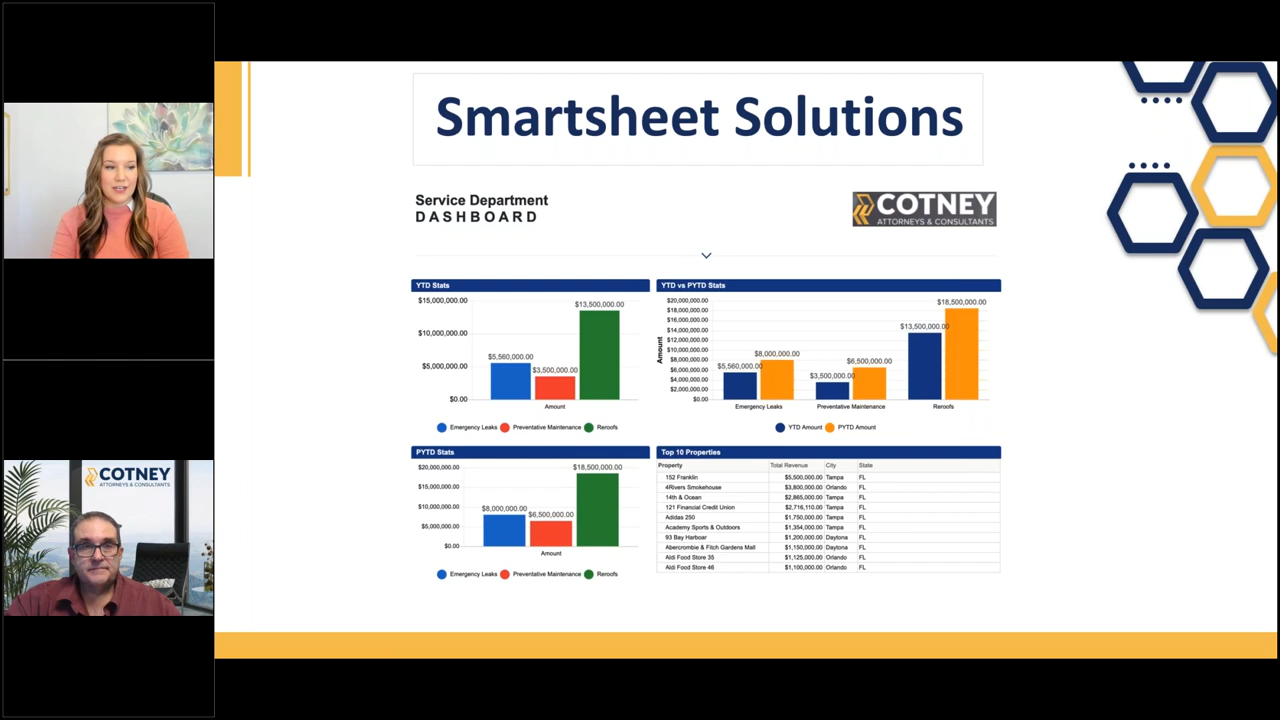 Smartsheet Solutions
Service Department
DASHBOARD
COTNEY
ATTORNEYS & CONSULTANTS
YTD Stats
$15,000,000.00
$10,000,000.00
$5,000,000.00
$0.00
$5,560,000.00
$3,500,000.00
$13,500,000.00
Amount
Emergency Leaks Preventative Maintenance Reroofs
YTD vs PYTD Stats
Amount
$20,000,000.00
$18,000,000.00
$16,000,000.00
$14,000,000.00
$12,000,000.00
$10,000,000.00
$8,000,000.00
$6,000,000.00
$4,000,000.00
$2,000,000.00
$0.00
$5,560,000.00
$8,000,000.00
$3,500,000.00
$6,500,000.00
$13,500,000.00
$18,500,000.00
Emergency Leaks Preventative Maintenance Reroofs
YTD Amount PYTD Amount
PYTD Stats
$20,000,000.00
$15,000,000.00
$10,000,000.00
$5,000,000.00
$0.00
$8,000,000.00
$6,500,000.00
$18,500,000.00
Amount
Emergency Leaks Preventative Maintenance Reroofs
Top 10 Properties
Property Total Revenue City State
152 Franklin $5,500,000.00 Tampa FL
4Rivers Smokehouse $3,800,000.00 Orlando FL
14th & Ocean $2,865,000.00 Tampa FL
121 Financial Credit Union $2,716,110.00 Tampa FL
Adidas 250 $1,750,000.00 Tampa FL
Academy Sports & Outdoors $1,354,000.00 Tampa FL
93 Bay Harboar $1,200,000.00 Daytona FL
Abercrombie & Fitch Gardens Mall $1,150,000.00 Daytona FL
Aldi Food Store 35 $1,125,000.00 Orlando FL
Aldi Food Store 46 $1,100,000.00 Orlando FL
COTNEY
ATTORNEYS & CONSULTANTS